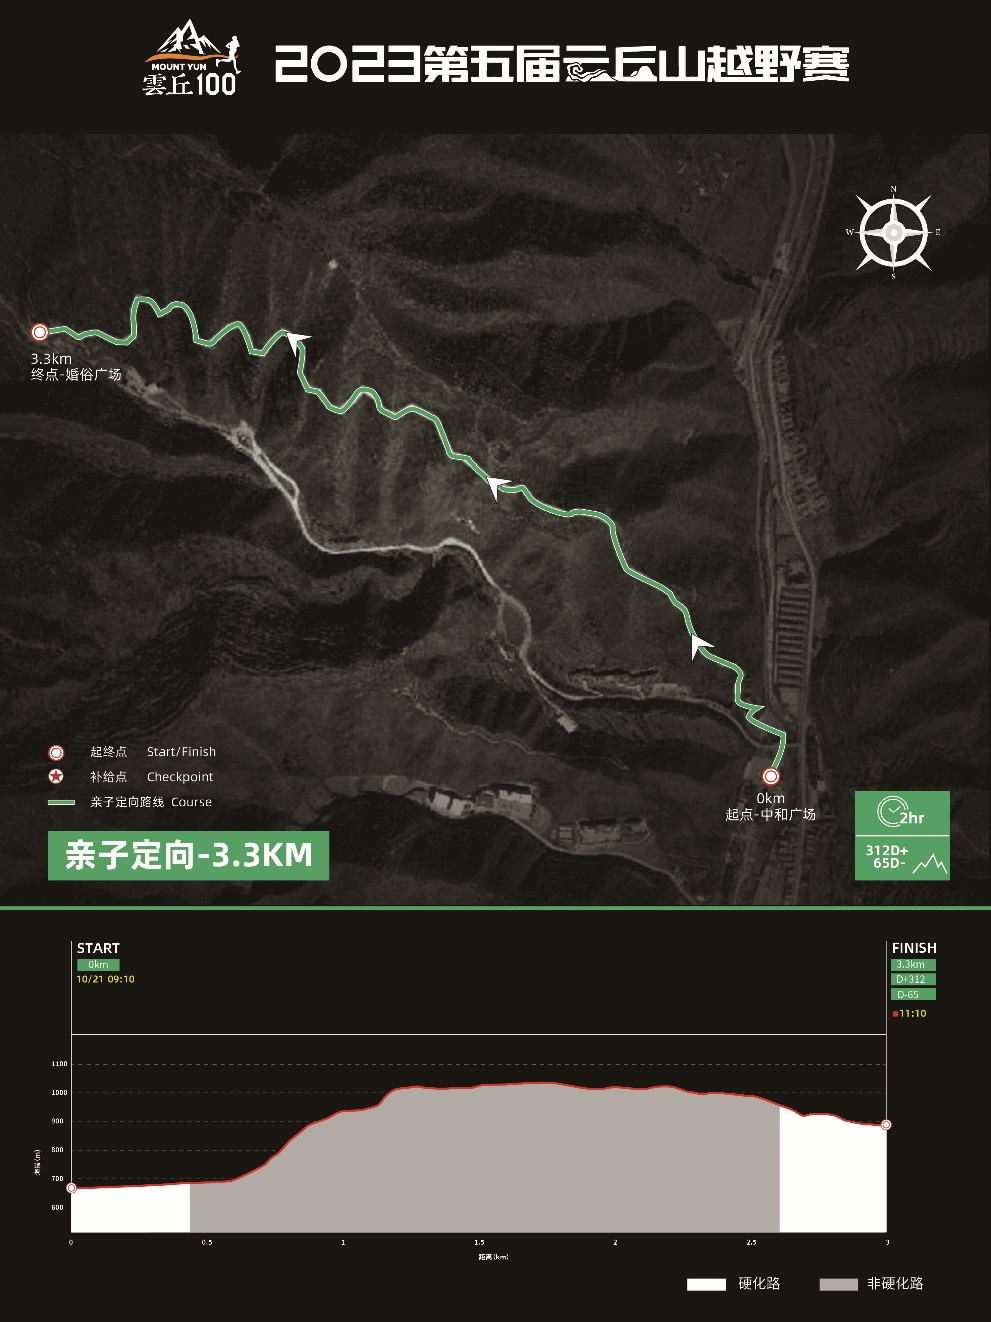 MOUNT YUN
雲丘100
2023第五届云丘山越野赛
N
W
E
S
3.3km
终点-婚俗广场
起终点 Start/Finish
补给点 Checkpoint
亲子定向路线 Course
亲子定向-3.3KM
0km
起点-中和广场
2hr
312D+
65D-
START
0km
10/21 09:10
FINISH
3.3km
D+312
D-65
11:10
1100
1000
900
800
700
600
海拔(m)
0
0.5
1
1.5
2
2.5
3
距离(km)
硬化路
非硬化路